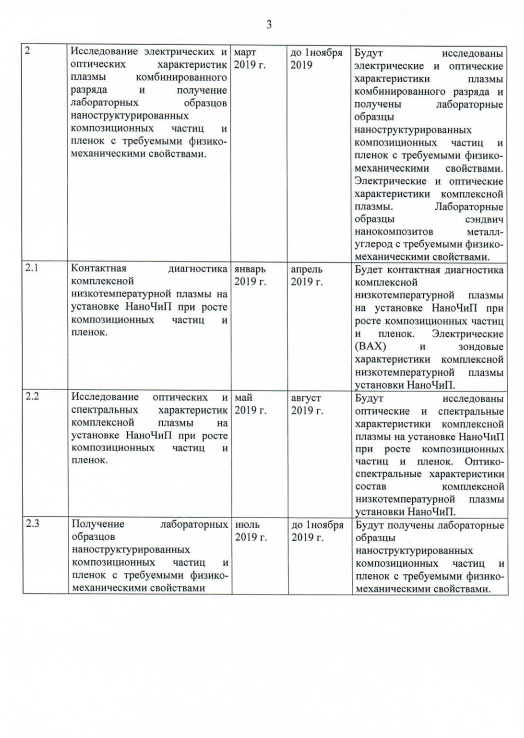 3
2
Исследование электрических и
оптических характеристик
плазмы комбинированного
разряда и получение
лабораторных образцов
наноструктурированных
композиционных частиц и
пленок с требуемыми физико-
механическими свойствами.
март
2019 г.
до 1ноября
2019
Будут исследованы
электрические и оптические
характеристики плазмы
комбинированного разряда и
получены лабораторные
образцы
наноструктурированных
композиционных частиц и
пленок с требуемыми физико-
механическими свойствами.
Электрические и оптические
характеристики комплексной
плазмы. Лабораторные
образцы сэндвич
нанокомпозитов металл-
углерод с требуемыми физико-
механическими свойствами.
2.1
Контактная диагностика
комплексной
низкотемпературной плазмы на
установке НаноЧиП при росте
композиционных частиц и
пленок.
январь
2019 г.
апрель
2019 г.
Будет контактная диагностика
комплексной
низкотемпературной плазмы
на установке НаноЧиП при
росте композиционных частиц
и пленок. Электрические
(ВАХ) и зондовые
характеристики комплексной
низкотемпературной плазмы
установки НаноЧиП.
2.2
Исследование оптических и
спектральных характеристик
комплексной плазмы на
установке НаноЧиП при росте
композиционных частиц и
пленок.
май
2019 г.
август
2019 г.
Будут исследованы
оптические и спектральные
характеристики комплексной
плазмы на установке НаноЧиП
при росте композиционных
частиц и пленок. Оптико-
спектральные характеристики
состав комплексной
низкотемпературной плазмы
установки НаноЧиП.
2.3
Получение лабораторных
образцов
наноструктурированных
композиционных частиц и
пленок с требуемыми физико-
механическими свойствами
июль
2019 г.
до 1ноября
2019 г.
Будут получены лабораторные
образцы
наноструктурированных
композиционных частиц и
пленок с требуемыми физико-
механическими свойствами.